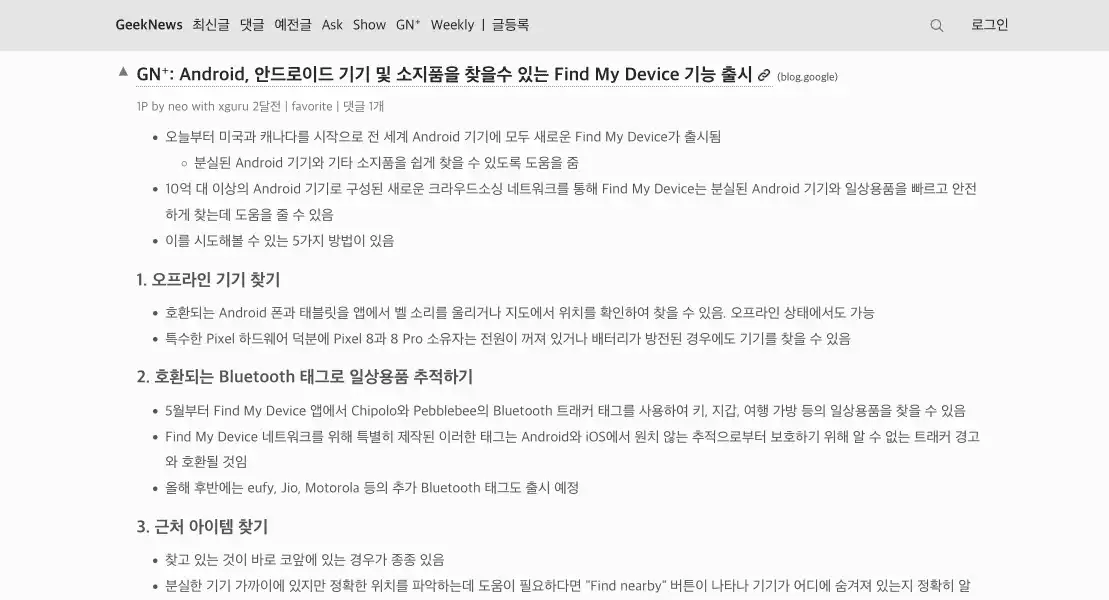 GeekNews 최신글 댓글 예전글 Ask Show GN⁺ Weekly | 글등록 로그인
▲ GN⁺: Android, 안드로이드 기기 및 소지품을 찾을수 있는 Find My Device 기능 출시 (blog.google)
1P by neo with xguru 2달전 | favorite | 댓글 1개
• 오늘부터 미국과 캐나다를 시작으로 전 세계 Android 기기에 모두 새로운 Find My Device가 출시됨
◦ 분실된 Android 기기와 기타 소지품을 쉽게 찾을 수 있도록 도움을 줌
• 10억 대 이상의 Android 기기로 구성된 새로운 크라우드소싱 네트워크를 통해 Find My Device는 분실된 Android 기기와 일상용품을 빠르고 안전
하게 찾는데 도움을 줄 수 있음
• 이를 시도해볼 수 있는 5가지 방법이 있음
1. 오프라인 기기 찾기
• 호환되는 Android 폰과 태블릿을 앱에서 벨 소리를 울리거나 지도에서 위치를 확인하여 찾을 수 있음. 오프라인 상태에서도 가능
• 특수한 Pixel 하드웨어 덕분에 Pixel 8과 8 Pro 소유자는 전원이 꺼져 있거나 배터리가 방전된 경우에도 기기를 찾을 수 있음
2. 호환되는 Bluetooth 태그로 일상용품 추적하기
• 5월부터 Find My Device 앱에서 Chipolo와 Pebblebee의 Bluetooth 트래커 태그를 사용하여 키, 지갑, 여행 가방 등의 일상용품을 찾을 수 있음
• Find My Device 네트워크를 위해 특별히 제작된 이러한 태그는 Android와 iOS에서 원치 않는 추적으로부터 보호하기 위해 알 수 없는 트래커 경고
와 호환될 것임
• 올해 후반에는 eufy, Jio, Motorola 등의 추가 Bluetooth 태그도 출시 예정
3. 근처 아이템 찾기
• 찾고 있는 것이 바로 코앞에 있는 경우가 종종 있음
• 분실한 기기 가까이에 있지만 정확한 위치를 파악하는데 도움이 필요하다면 "Find nearby" 버튼이 나타나 기기가 어디에 숨겨져 있는지 정확히 알